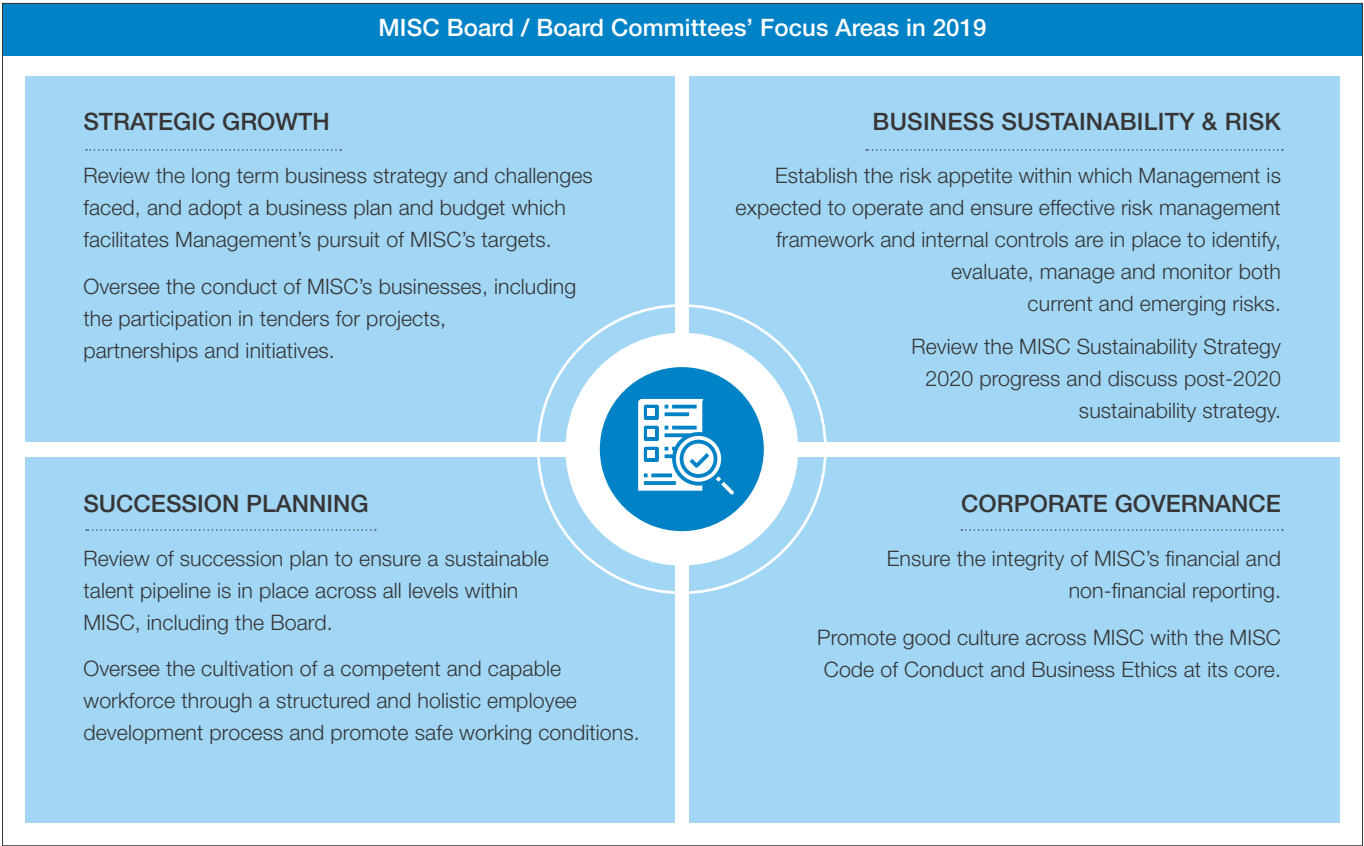 MISC Board / Board Committees’ Focus Areas in 2019
STRATEGIC GROWTH
Review the long term business strategy and challenges
faced, and adopt a business plan and budget which
facilitates Management’s pursuit of MISC’s targets.
Oversee the conduct of MISC’s businesses, including
the participation in tenders for projects,
partnerships and initiatives.
BUSINESS SUSTAINABILITY & RISK
Establish the risk appetite within which Management is
expected to operate and ensure effective risk management
framework and internal controls are in place to identify,
evaluate, manage and monitor both
current and emerging risks.
Review the MISC Sustainability Strategy
2020 progress and discuss post-2020
sustainability strategy.
SUCCESSION PLANNING
Review of succession plan to ensure a sustainable
talent pipeline is in place across all levels within
MISC, including the Board.
Oversee the cultivation of a competent and capable
workforce through a structured and holistic employee
development process and promote safe working conditions.
CORPORATE GOVERNANCE
Ensure the integrity of MISC’s financial and
non-financial reporting.
Promote good culture across MISC with the MISC
Code of Conduct and Business Ethics at its core.